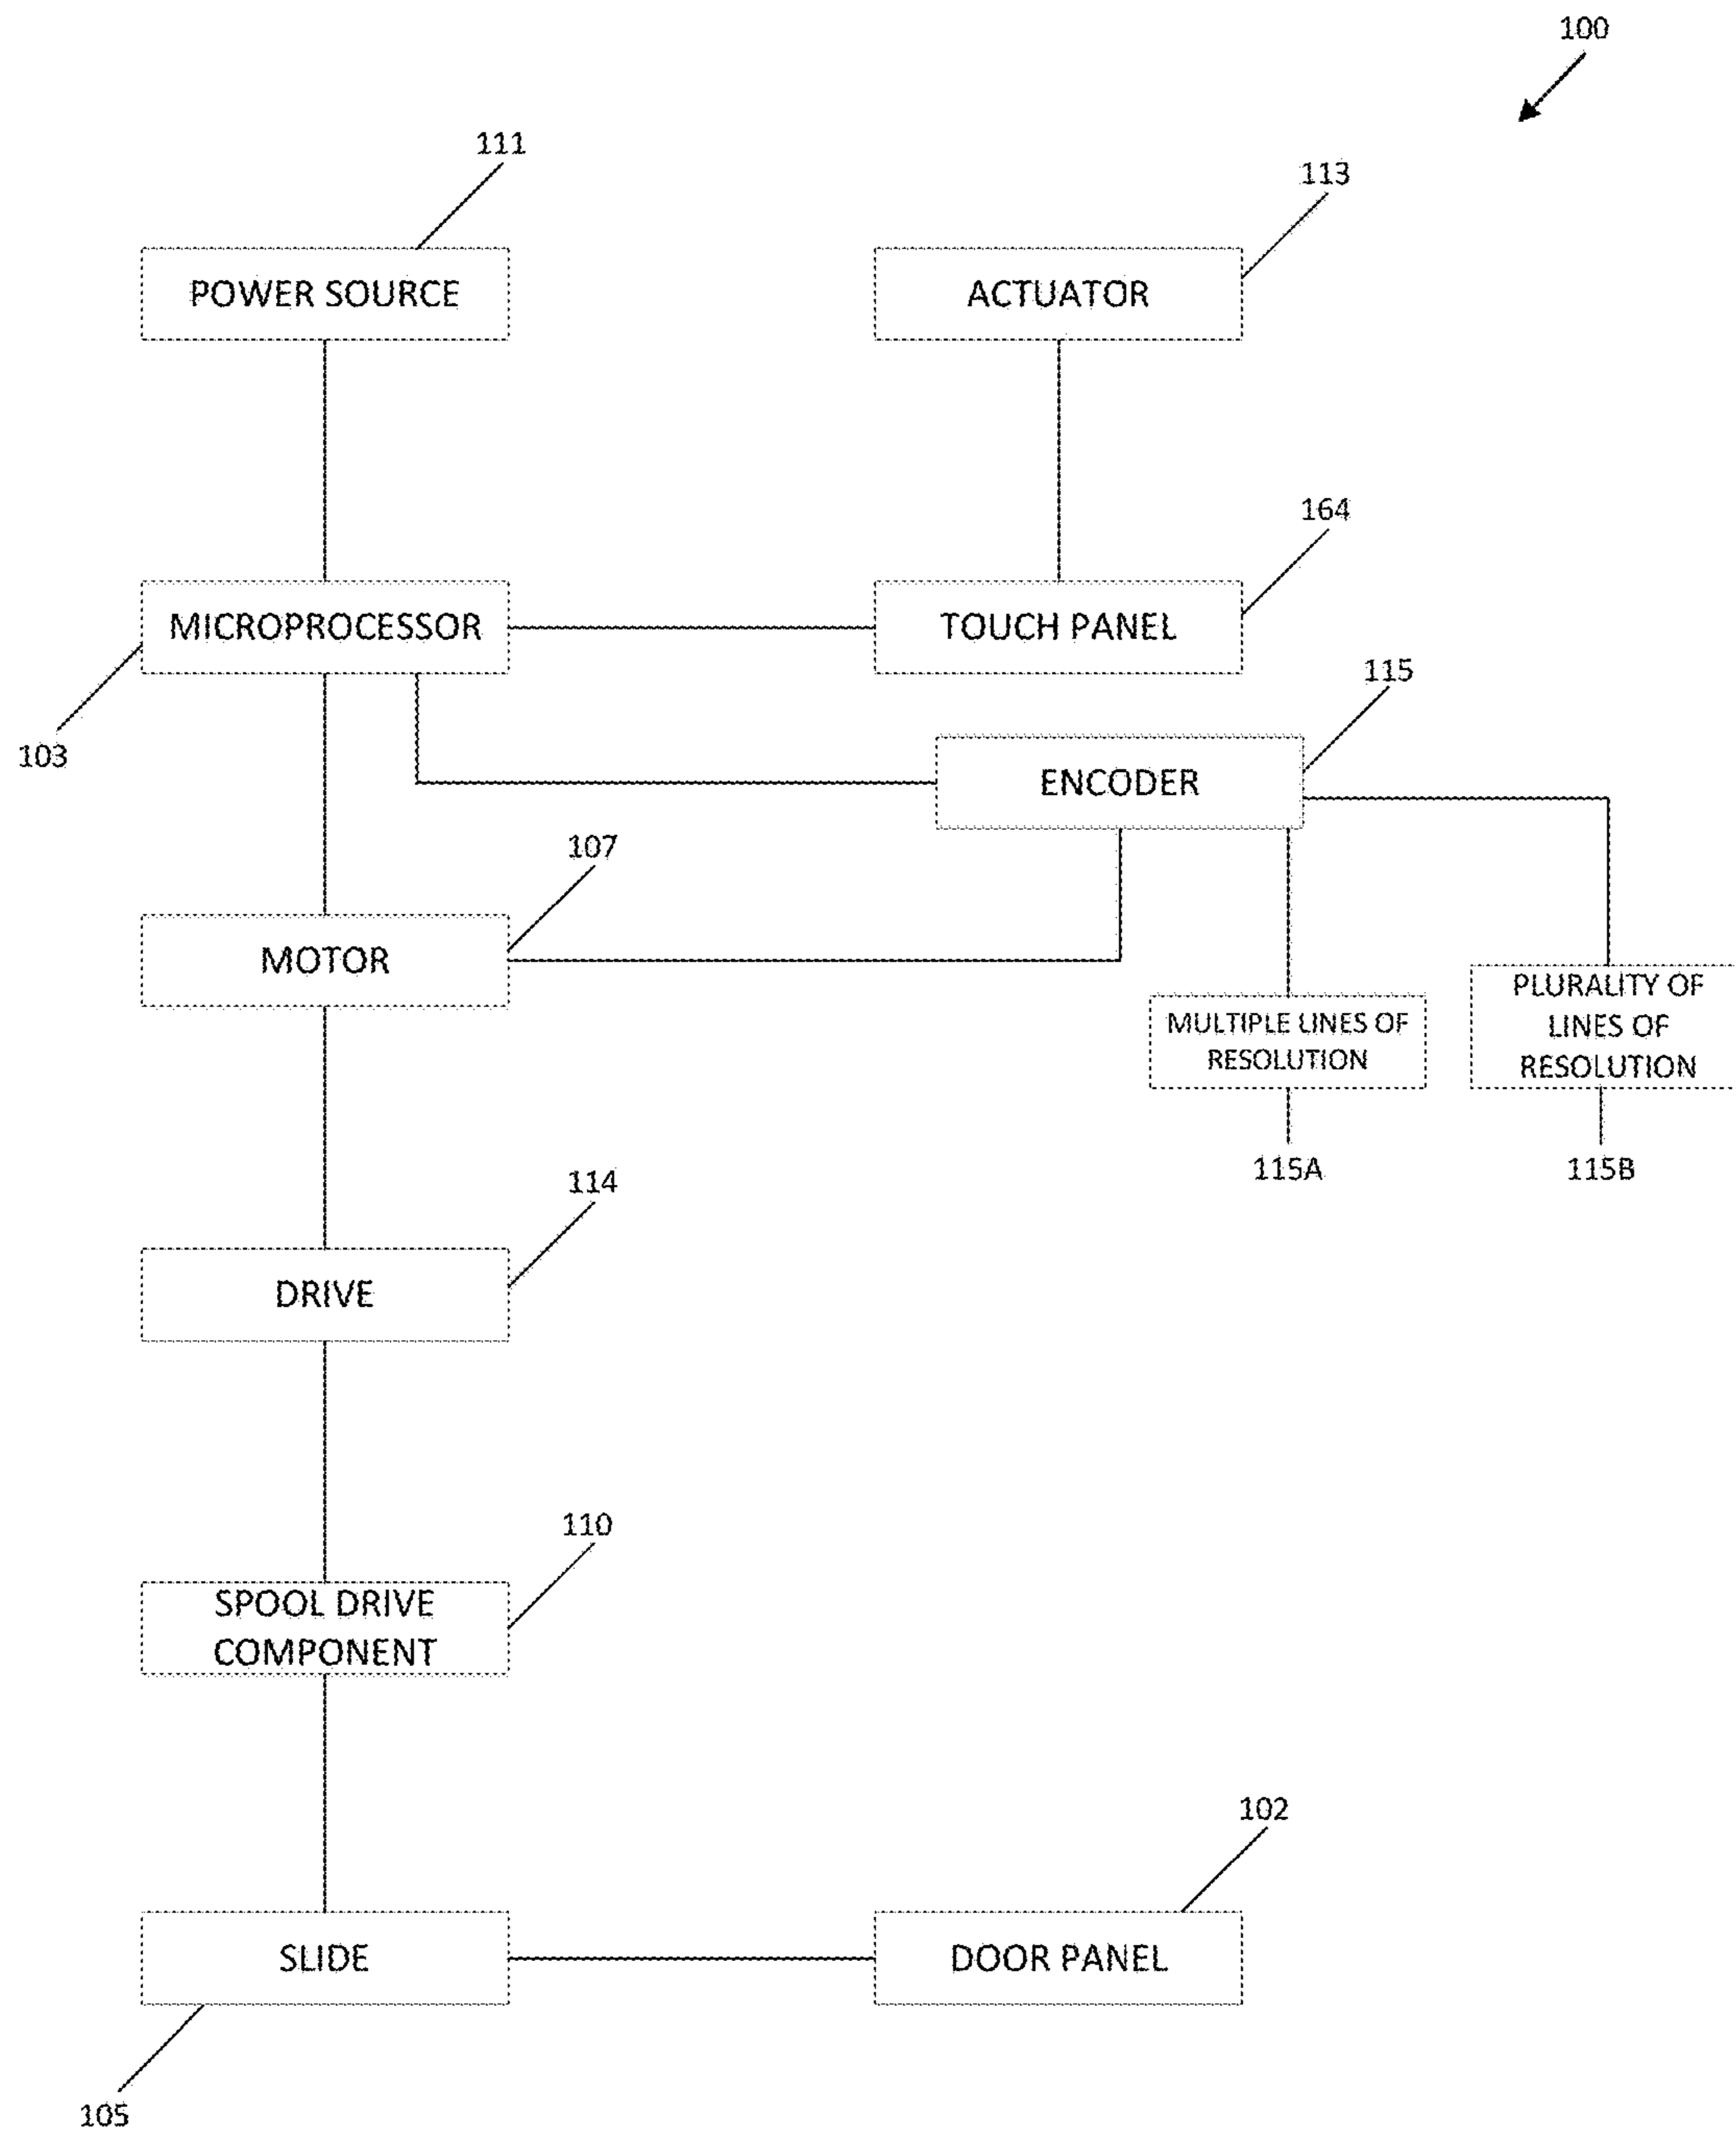 100
111
113
POWER SOURCE
ACTUATOR
164
MICROPROCESSOR
TOUCH PANEL
115
103
ENCODER
107
MOTOR
MULTIPLE LINES OF
RESOLUTION
PLURALITY OF
LINES OF
RESOLUTION
115A
115B
114
DRIVE
110
SPOOL DRIVE
COMPONENT
102
SLIDE
DOOR PANEL
105